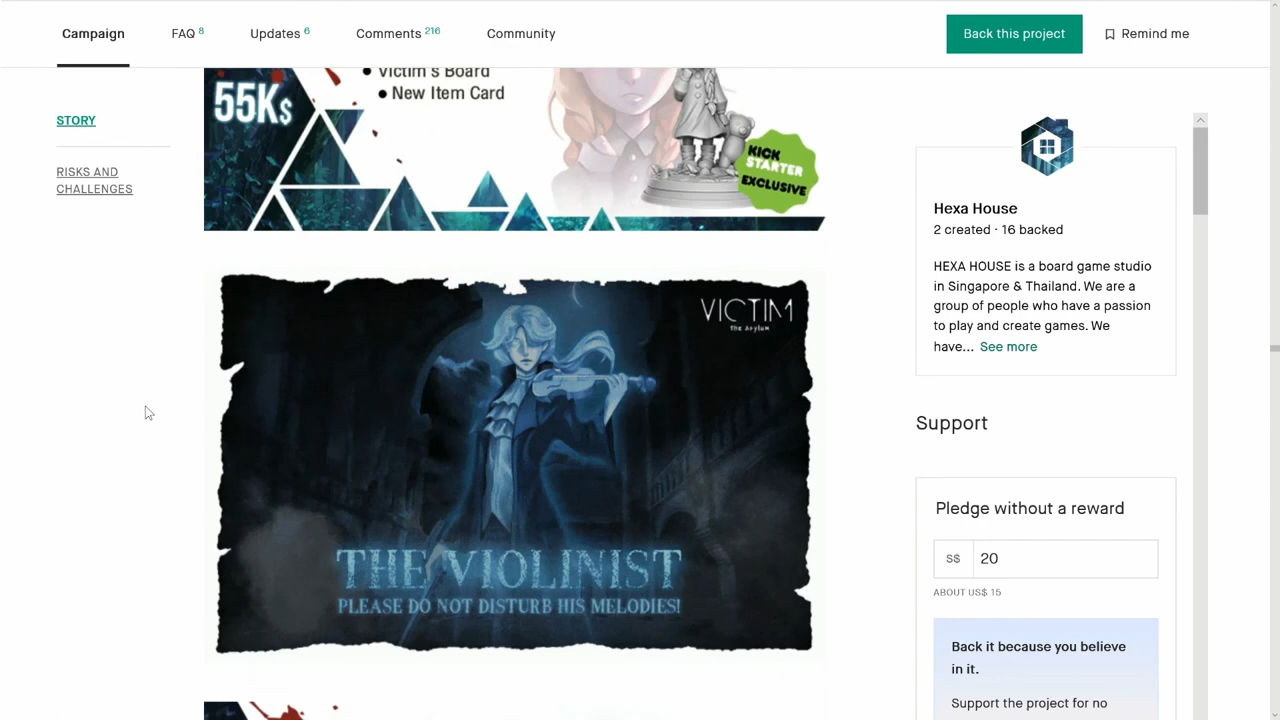 Campaign
FAQ 8
Updates 6
Comments 216
Community
Back this project
Remind me
STORY
RISKS AND
CHALLENGES
55K$
• Victim's Board
• New Item Card
KICK
STARTER
EXCLUSIVE
VICTIM
The Asylum
THE VIOLINIST
PLEASE DO NOT DISTURB HIS MELODIES!
Hexa House
2 created · 16 backed
HEXA HOUSE is a board game studio
in Singapore & Thailand. We are a
group of people who have a passion
to play and create games. We
have... See more
Support
Pledge without a reward
S$ 20
ABOUT US$ 15
Back it because you believe
in it.
Support the project for no